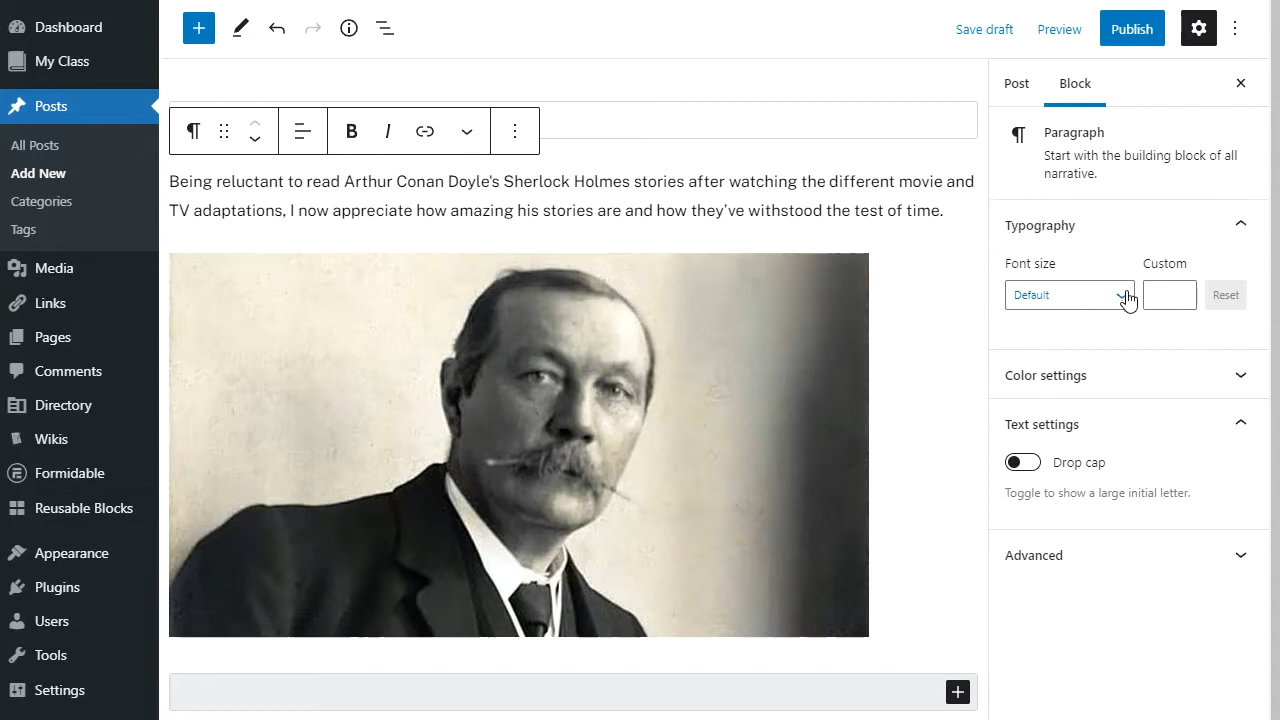 Dashboard
My Class
Posts
All Posts
Add New
Categories
Tags
Media
Links
Pages
Comments
Directory
Wikis
Formidable
Reusable Blocks
Appearance
Plugins
Users
Tools
Settings
Save draft
Preview
Publish
B
I
Being reluctant to read Arthur Conan Doyle's Sherlock Holmes stories after watching the different movie and
TV adaptations, I now appreciate how amazing his stories are and how they've withstood the test of time.
Post
Block
Paragraph
Start with the building block of all
narrative.
Typography
Font size
Custom
Default
Reset
Color settings
Text settings
Drop cap
Toggle to show a large initial letter.
Advanced